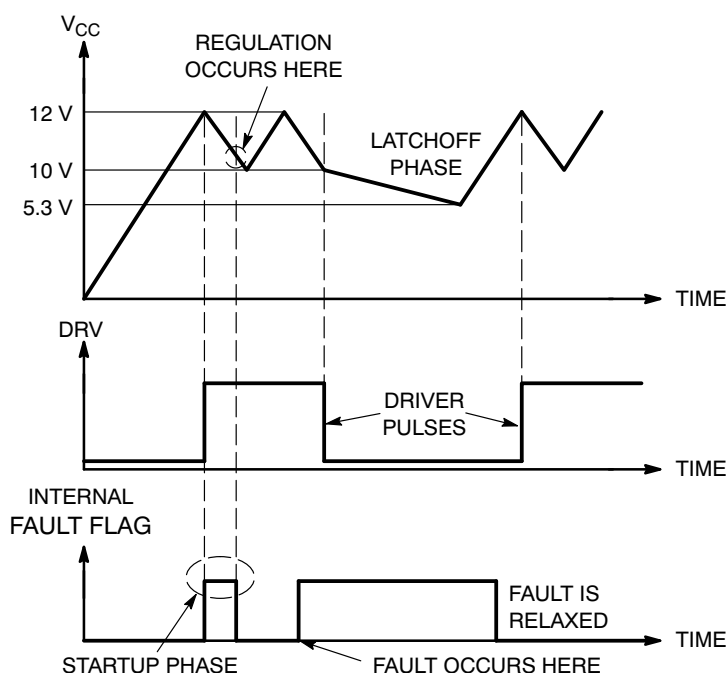 V_CC
REGULATION
OCCURS HERE
12 V
LATCHOFF
PHASE
10 V
5.3 V
TIME
DRV
DRIVER
PULSES
TIME
INTERNAL
FAULT FLAG
FAULT IS
RELAXED
TIME
STARTUP PHASE
FAULT OCCURS HERE